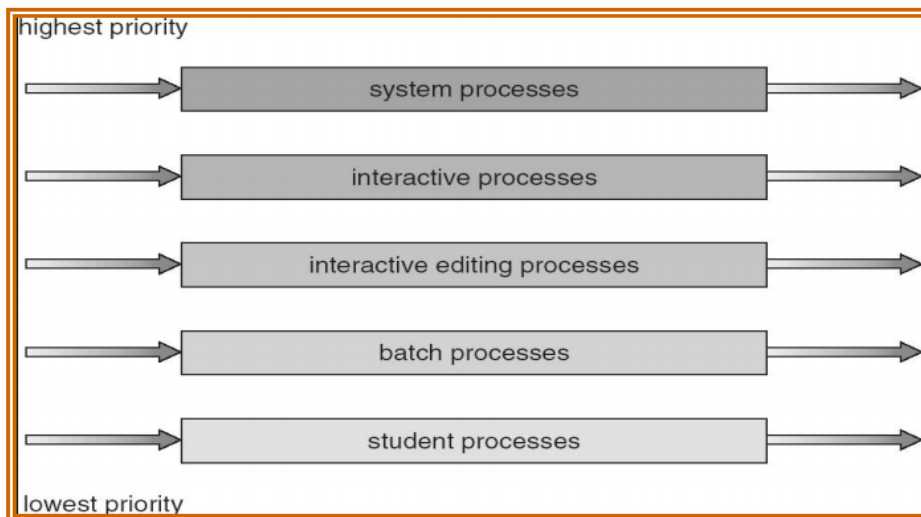 highest priority
system processes
interactive processes
interactive editing processes
batch processes
student processes
lowest priority